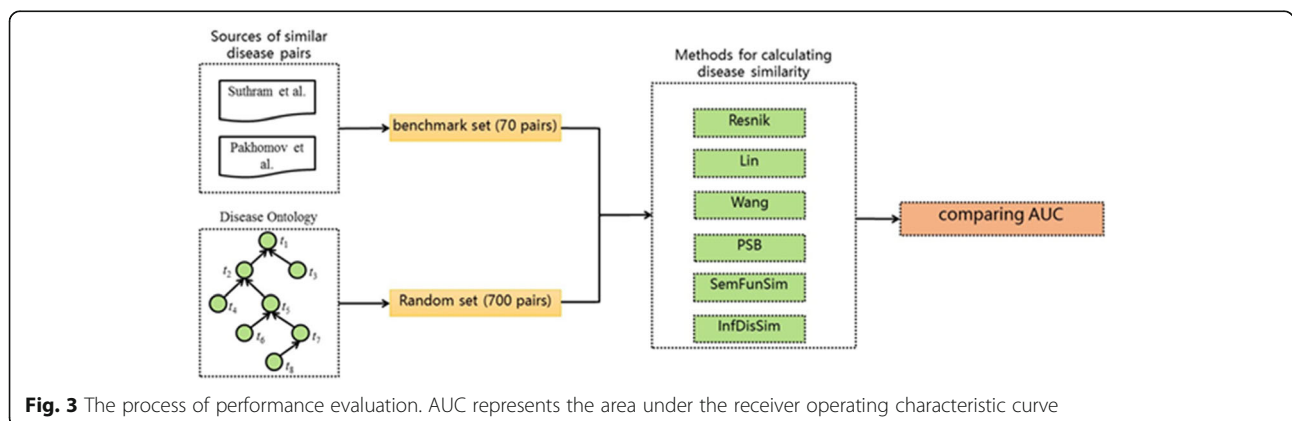 Sources of similar
disease pairs
Suthram et al.
Pakhomov et
al.
benchmark set (70 pairs)
Disease Ontology
t1
t2
t3
t4
t5
t6
t7
t8
Random set (700 pairs)
Methods for calculating
disease similarity
Resnik
Lin
Wang
PSB
SemFunSim
InfDisSim
comparing AUC
Fig. 3 The process of performance evaluation. AUC represents the area under the receiver operating characteristic curve